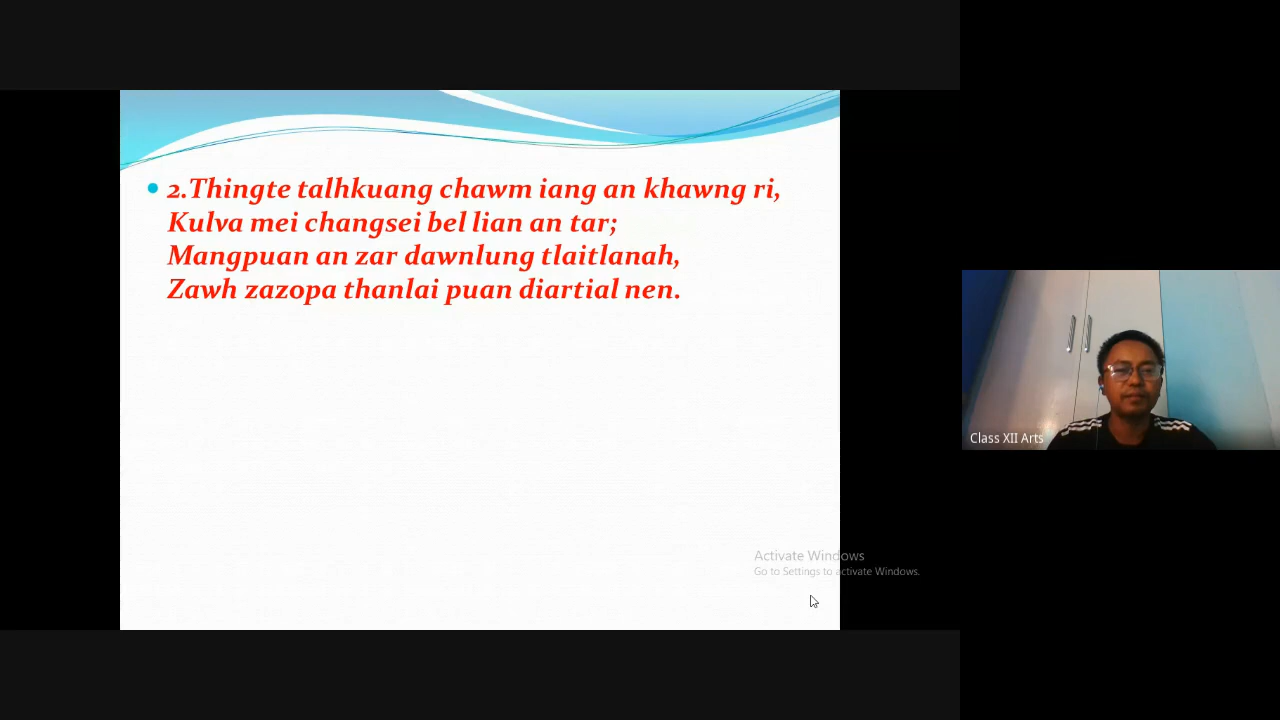 2.Thingte talhkuang chawm iang an khawng ri,
Kulva mei changsei bel lian an tar;
Mangpuan an zar dawnlung tlaitlanah,
Zawh zazopa thanlai puan diartial nen.
Activate Windows
Go to Settings to activate Windows.
Class XII Arts